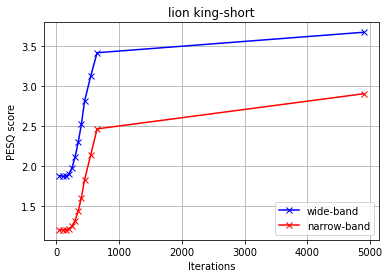 lion king-short
PESQ score
3.5
3.0
2.5
2.0
1.5
0
1000
2000
3000
4000
5000
Iterations
wide-band
narrow-band